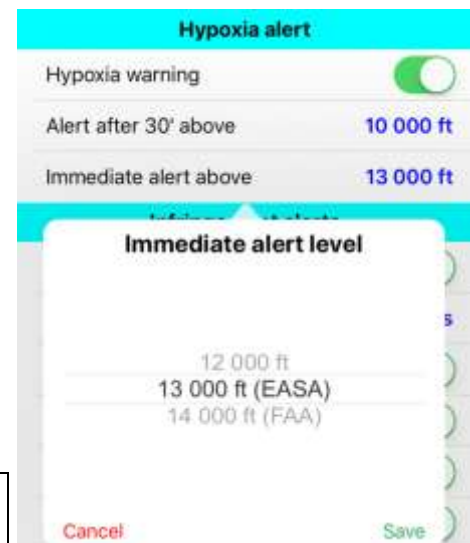 Hypoxia alert
Hypoxia warning
Alert after 30' above 10 000 ft
Immediate alert above 13 000 ft
Immediate alert level
s
12 000 ft
13 000 ft (EASA)
14 000 ft (FAA)
Cancel Save